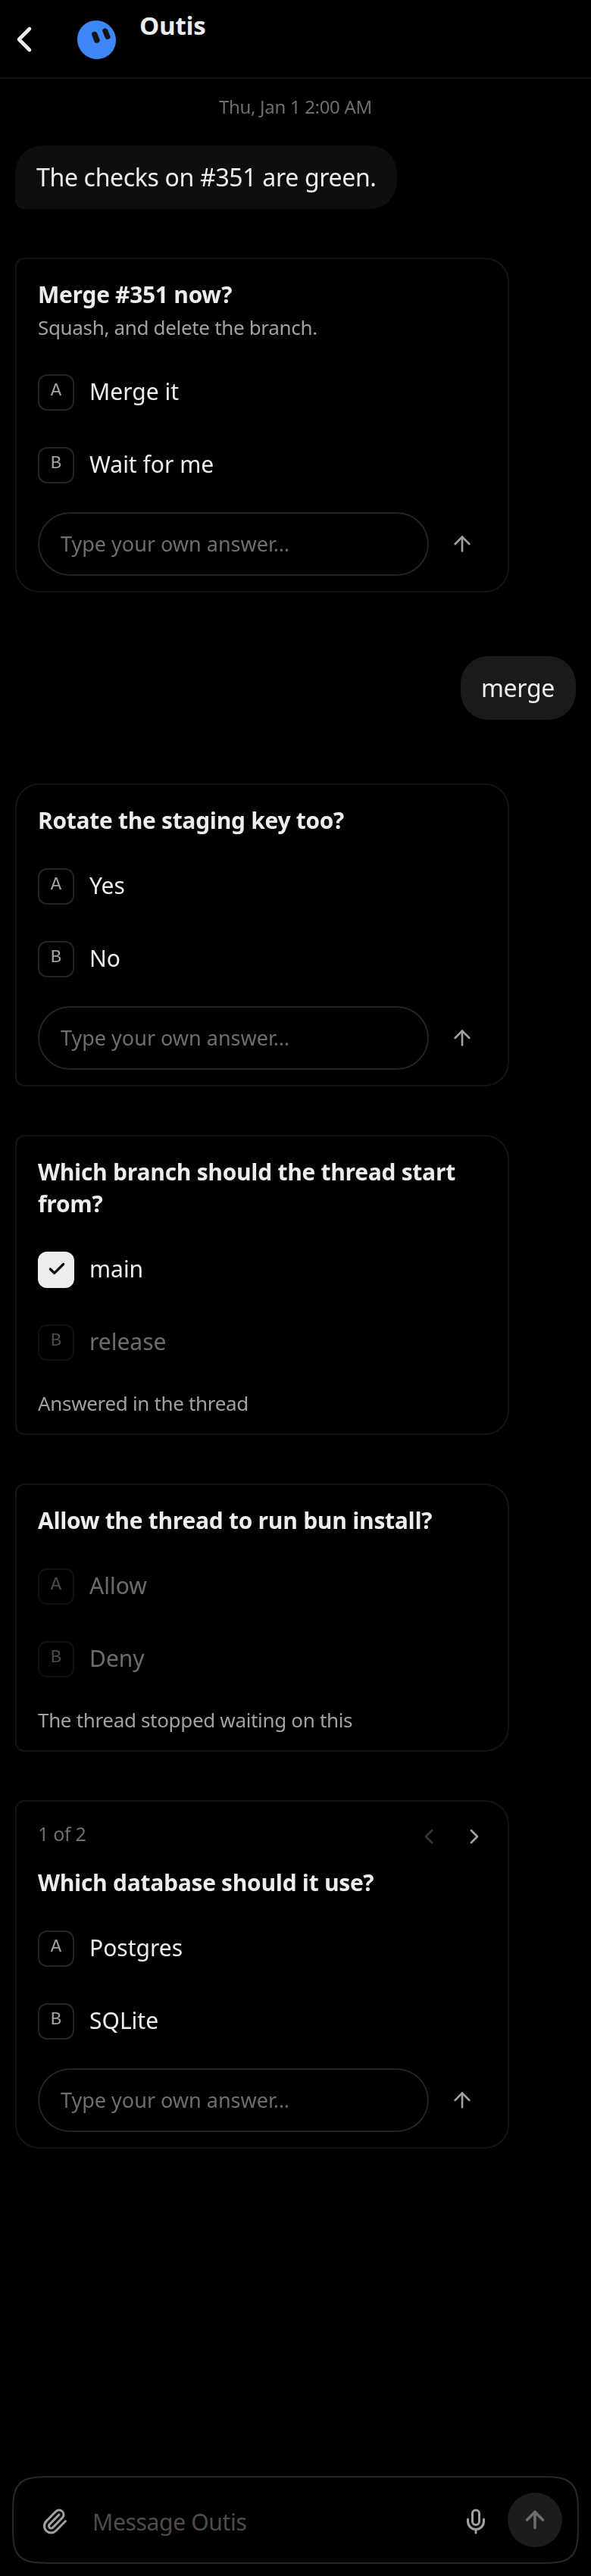 Outis
Thu, Jan 1 2:00 AM
The checks on #351 are green.
Merge #351 now?
Squash, and delete the branch.
A Merge it
B Wait for me
Type your own answer...
merge
Rotate the staging key too?
A Yes
B No
Type your own answer...
Which branch should the thread start
from?
main
B release
Answered in the thread
Allow the thread to run bun install?
A Allow
B Deny
The thread stopped waiting on this
1 of 2
Which database should it use?
A Postgres
B SQLite
Type your own answer...
Message Outis